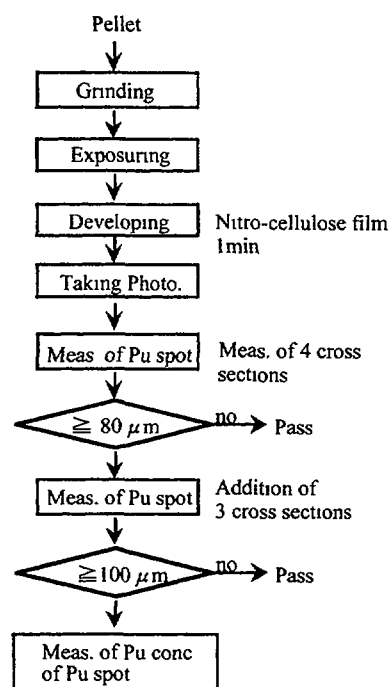 Pellet
Grinding
Exposuring
Developing
Nitro-cellulose film
1min
Taking Photo.
Meas of Pu spot
Meas. of 4 cross
sections
≧ 80 μm
no
Pass
Meas. of Pu spot
Addition of
3 cross sections
≧100 μm
no
Pass
Meas. of Pu conc
of Pu spot